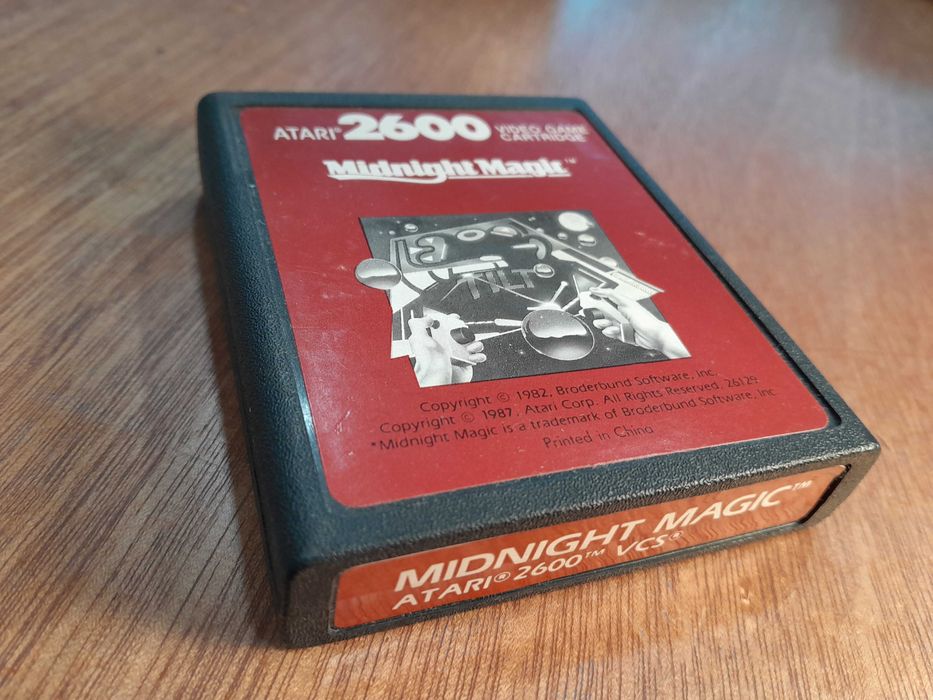 ATARI® 2600 VIDEO GAME CARTRIDGE
Midnight Magic™
TILT
Copyright © 1982, Broderbund Software, Inc.
Copyright © 1987, Atari Corp. All Rights Reserved. 26129
*Midnight Magic is a trademark of Broderbund Software, Inc
Printed in China
MIDNIGHT MAGIC™
ATARI® 2600™ VCS®